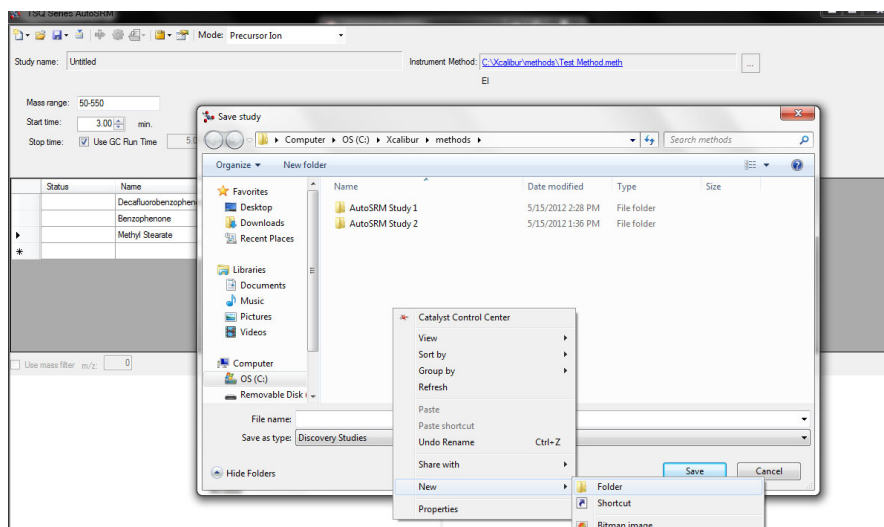 TSQ Series AutoSRM
Mode: Precursor Ion
Study name: Untitled
Instrument Method: C:\Xcalibur\methods\Test Method.meth
...
EI
Mass range: 50-550
Start time: 3.00 min.
Stop time: Use GC Run Time 5.0
Status Name
Decafluorobenzophen
Benzophenone
Methyl Stearate
Use mass filter m/z: 0
Save study
Computer OS (C:) Xcalibur methods
Search methods
Organize New folder
Favorites
Desktop
Downloads
Recent Places
Libraries
Documents
Music
Pictures
Videos
Computer
OS (C:)
Removable Disk
Name Date modified Type Size
AutoSRM Study 1 5/15/2012 2:28 PM File folder
AutoSRM Study 2 5/15/2012 1:36 PM File folder
File name:
Save as type: Discovery Studies
Hide Folders
Save Cancel
Catalyst Control Center
View
Sort by
Group by
Refresh
Paste
Paste shortcut
Undo Rename Ctrl+Z
Share with
New
Properties
Folder
Shortcut
Bitmap image